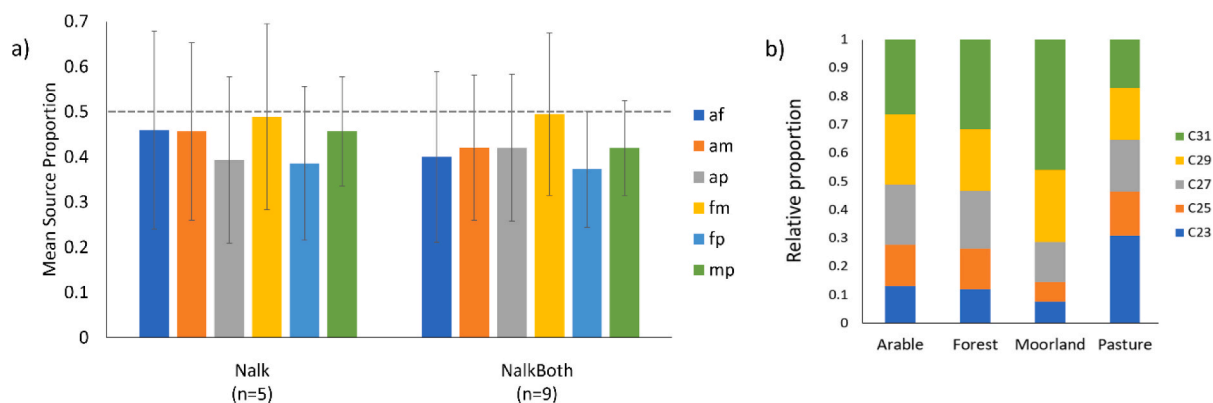 a)
Mean Source Proportion
0.7
0.6
0.5
0.4
0.3
0.2
0.1
0
Nalk
(n=5)
NalkBoth
(n=9)
af
am
ap
fm
fp
mp
b)
Relative proportion
1
0.9
0.8
0.7
0.6
0.5
0.4
0.3
0.2
0.1
0
Arable
Forest
Moorland
Pasture
C31
C29
C27
C25
C23